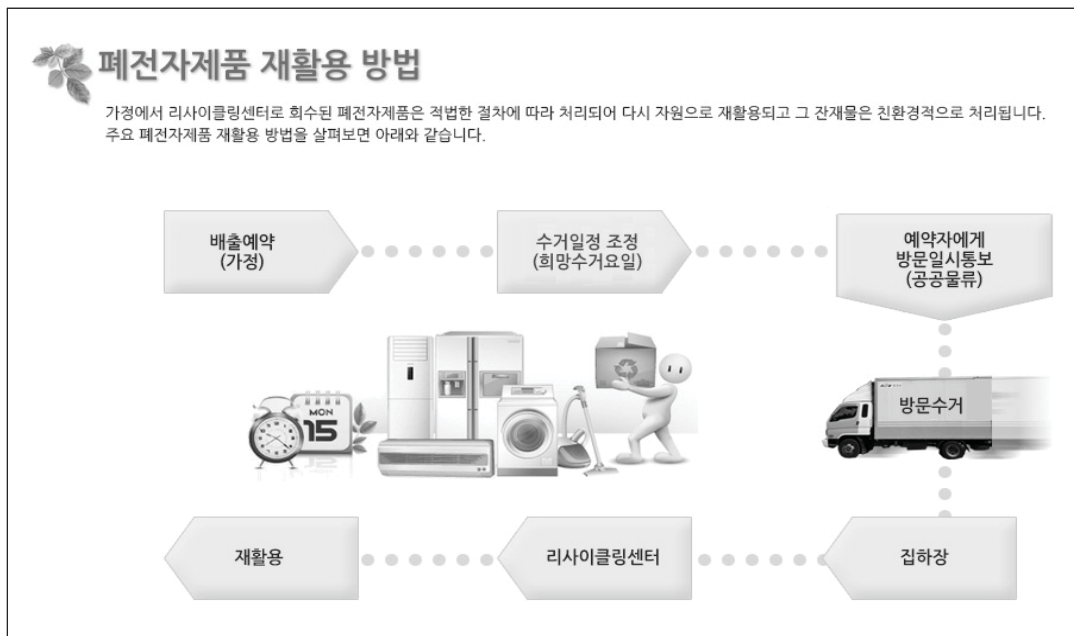 폐전자제품 재활용 방법
가정에서 리사이클링센터로 회수된 폐전자제품은 적법한 절차에 따라 처리되어 다시 자원으로 재활용되고 그 잔재물은 친환경적으로 처리됩니다.
주요 폐전자제품 재활용 방법을 살펴보면 아래와 같습니다.
배출예약
(가정)
수거일정 조정
(희망수거요일)
예약자에게
방문일시통보
(공공물류)
MON
15
방문수거
재활용
리사이클링센터
집하장